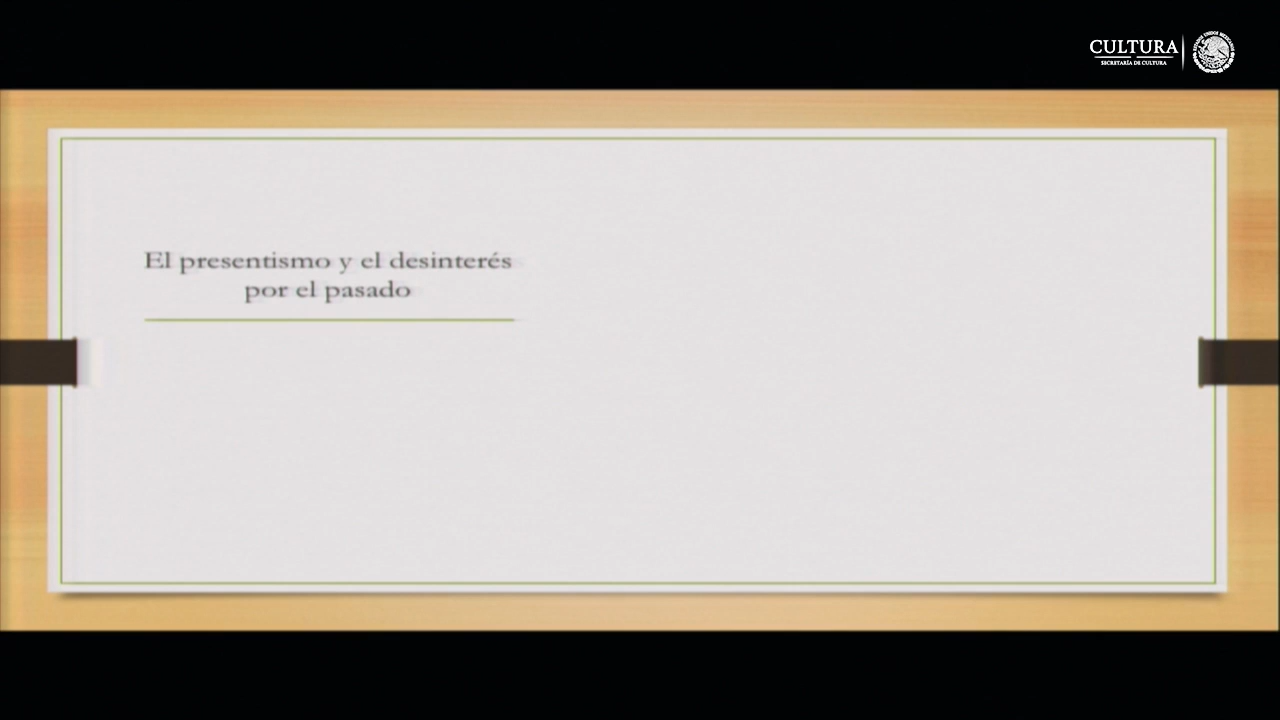 CULTURA
SECRETARÍA DE CULTURA
El presentismo y el desinterés
por el pasado